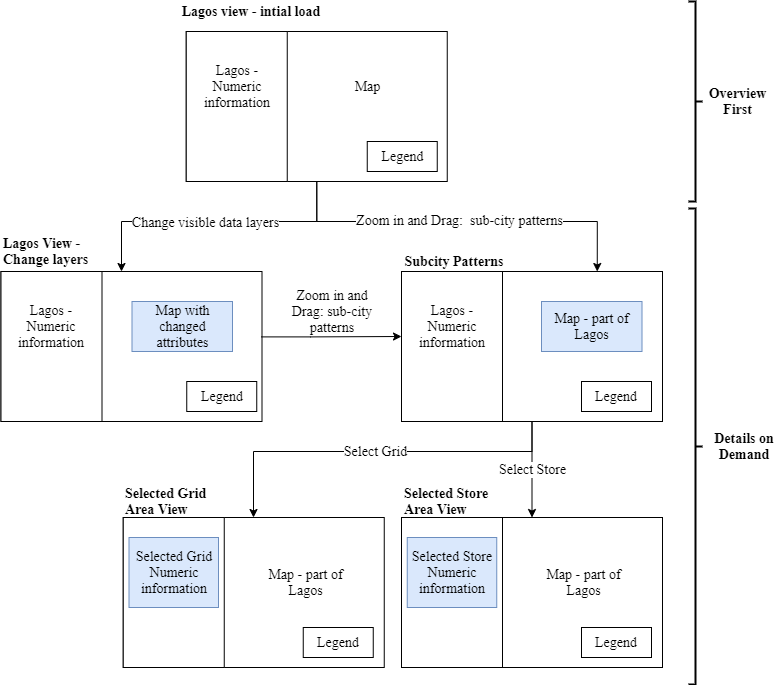 Lagos view - intial load
Lagos -
Numeric
information
Map
Legend
Overview
First
Change visible data layers
Zoom in and Drag: sub-city patterns
Lagos View -
Change layers
Lagos -
Numeric
information
Map with
changed
attributes
Legend
Zoom in and
Drag: sub-city
patterns
Subcity Patterns
Lagos -
Numeric
information
Map - part of
Lagos
Legend
Details on
Demand
Select Grid
Select Store
Selected Grid
Area View
Selected Grid
Numeric
information
Map - part of
Lagos
Legend
Selected Store
Area View
Selected Store
Numeric
information
Map - part of
Lagos
Legend